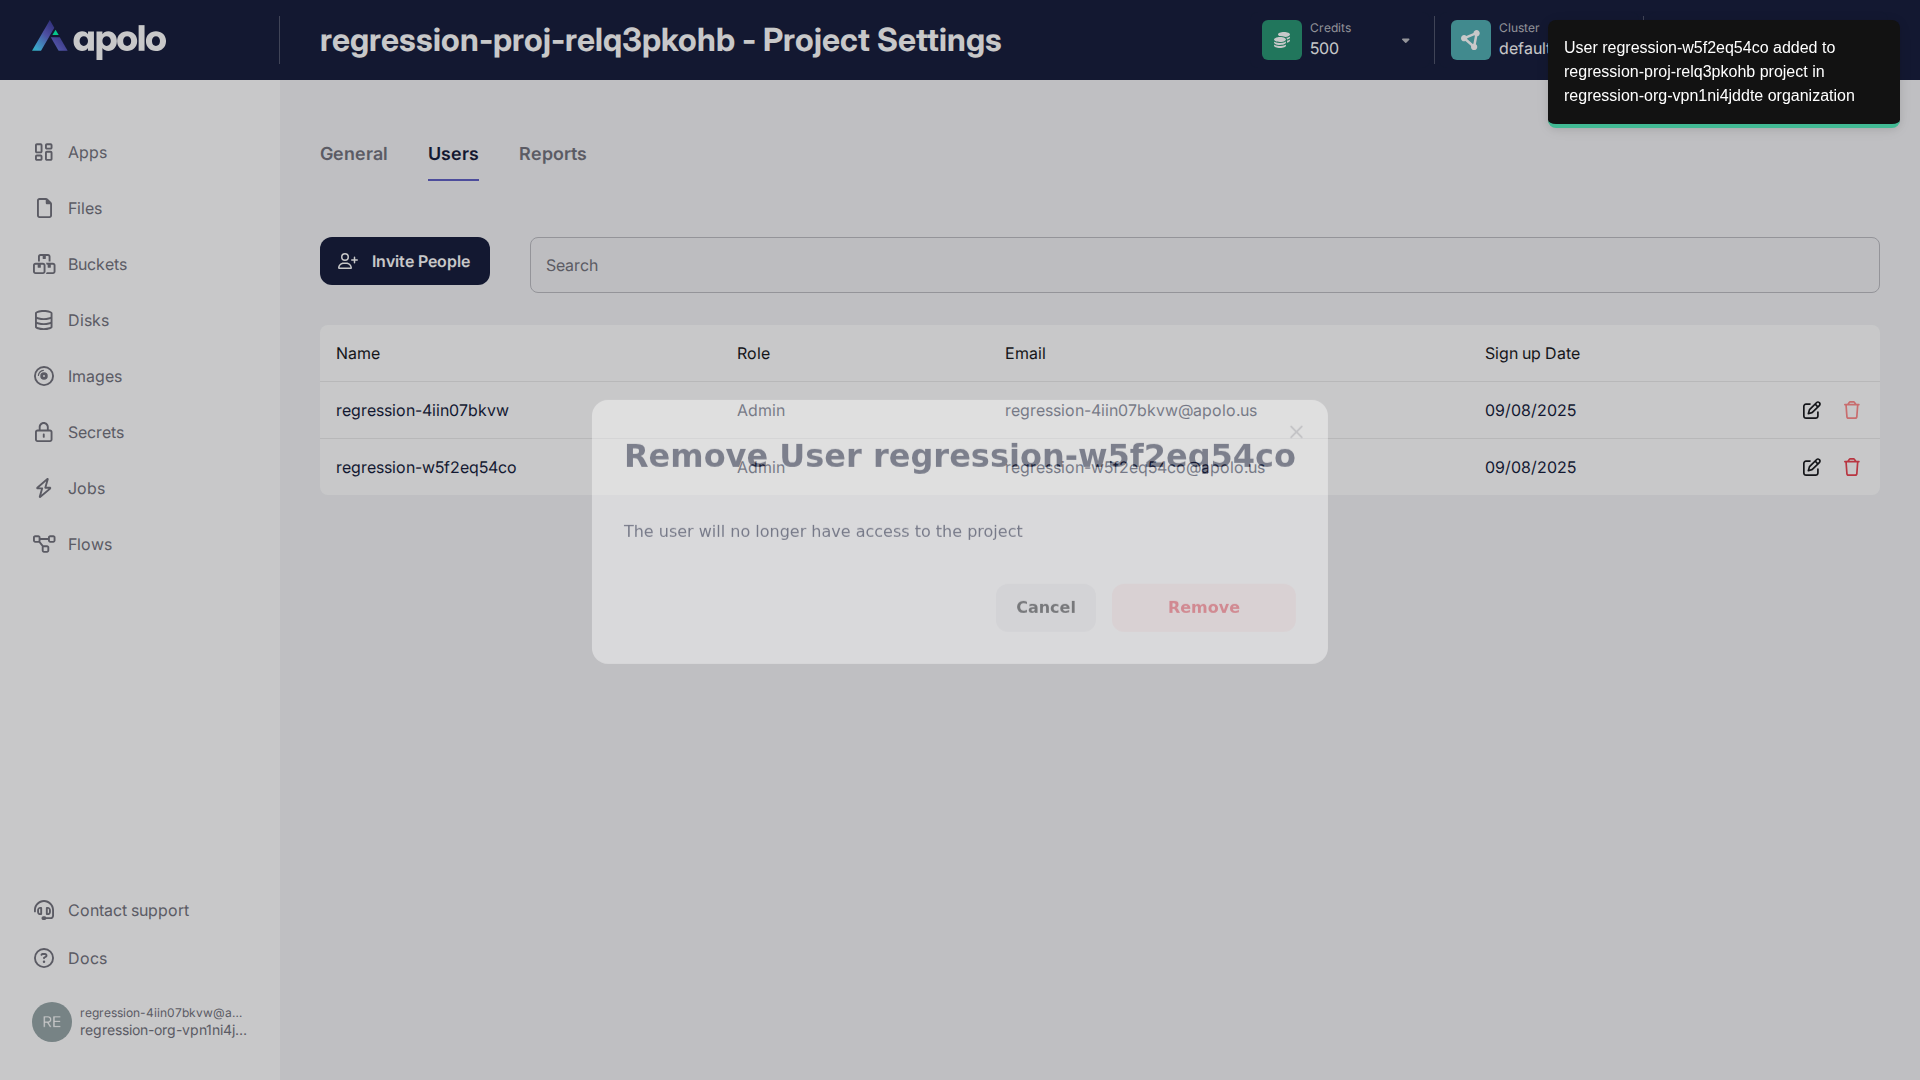 apolo
regression-proj-relq3pkohb - Project Settings
Credits
500
Cluster
default
User regression-w5f2eq54co added to
regression-proj-relq3pkohb project in
regression-org-vpn1ni4jddte organization
Apps
Files
Buckets
Disks
Images
Secrets
Jobs
Flows
General Users Reports
Invite People
Search
Name Role Email Sign up Date
regression-4iin07bkvw Admin regression-4iin07bkvw@apolo.us 09/08/2025
regression-w5f2eq54co Admin regression-w5f2eq54co@apolo.us 09/08/2025
Remove User regression-w5f2eq54co
The user will no longer have access to the project
Cancel Remove
Contact support
Docs
RE
regression-4iin07bkvw@a...
regression-org-vpn1ni4j...